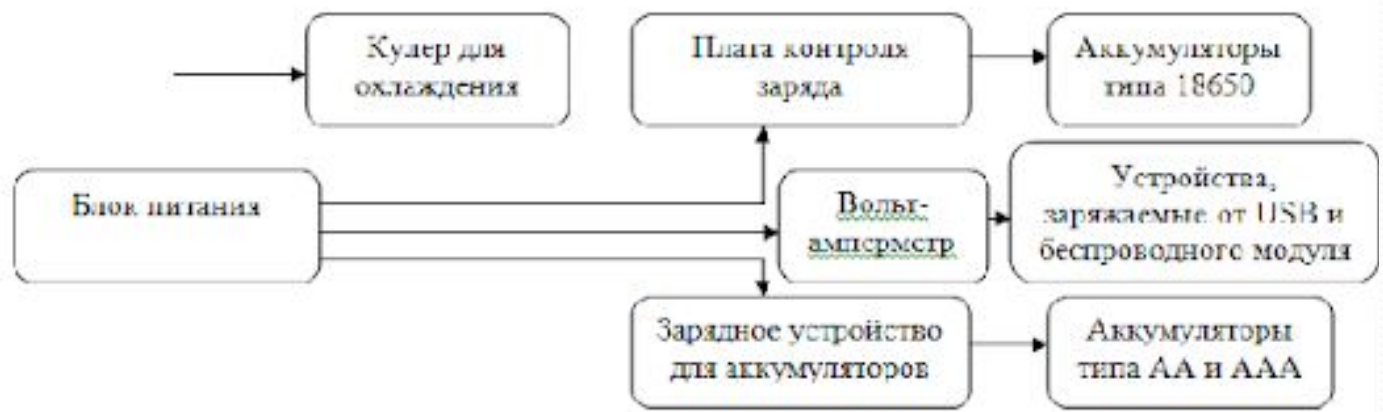 Кулер для
охлаждения
Плата контроля
заряда
Аккумуляторы
типа 18650
Блок питания
Вольт-
амперметр
Устройства,
заряжаемые от USB и
беспроводного модуля
Зарядное устройство
для аккумуляторов
Аккумуляторы
типа АА и ААА